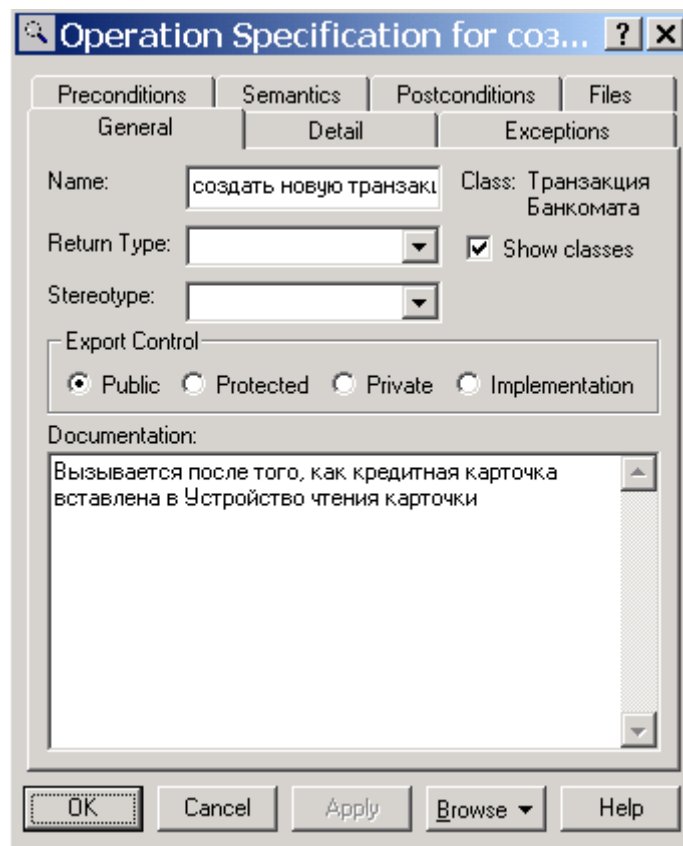 Operation Specification for соз...
Preconditions Semantics Postconditions Files
General Detail Exceptions
Name: создать новую транзакц Class: Транзакция
Банкомата
Return Type: Show classes
Stereotype:
Export Control
Public Protected Private Implementation
Documentation:
Вызывается после того, как кредитная карточка
вставлена в Устройство чтения карточки
OK Cancel Apply Browse Help